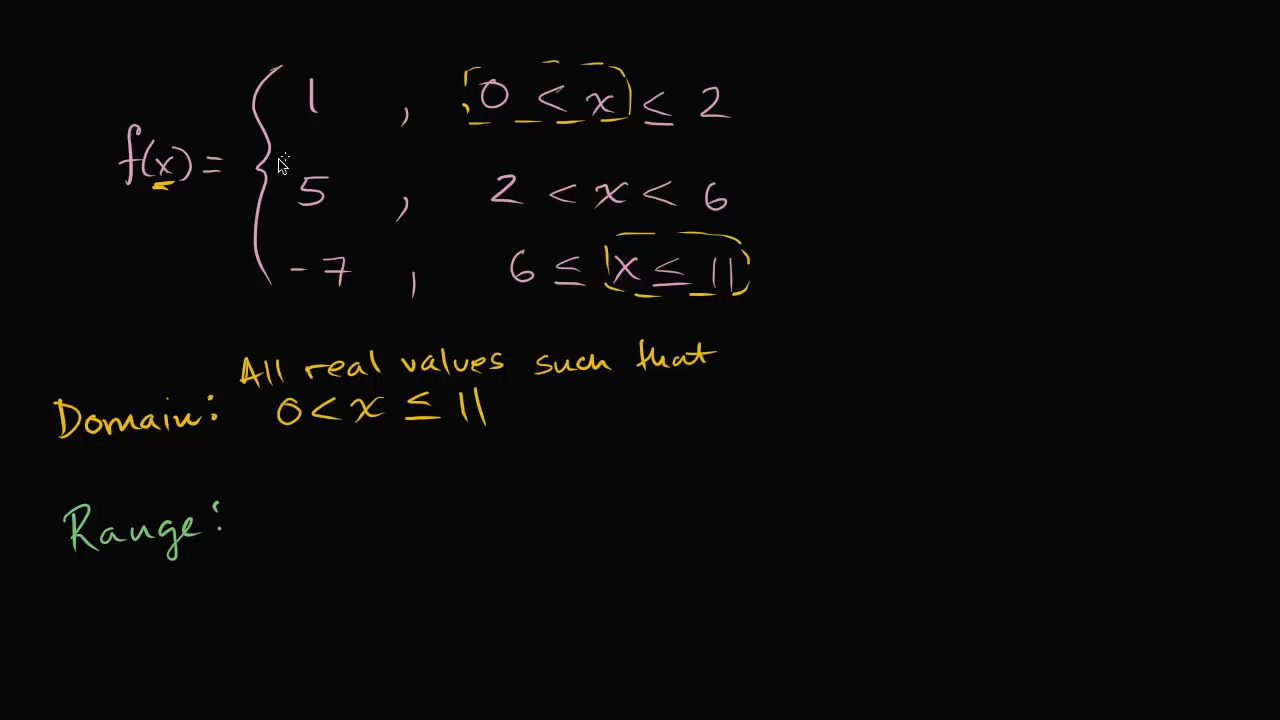 1 , 0 < x ≤ 2
f(x) = {
5 , 2 < x < 6
-7 , 6 ≤ x ≤ 11
All real values such that
Domain: 0 < x ≤ 11
Range: